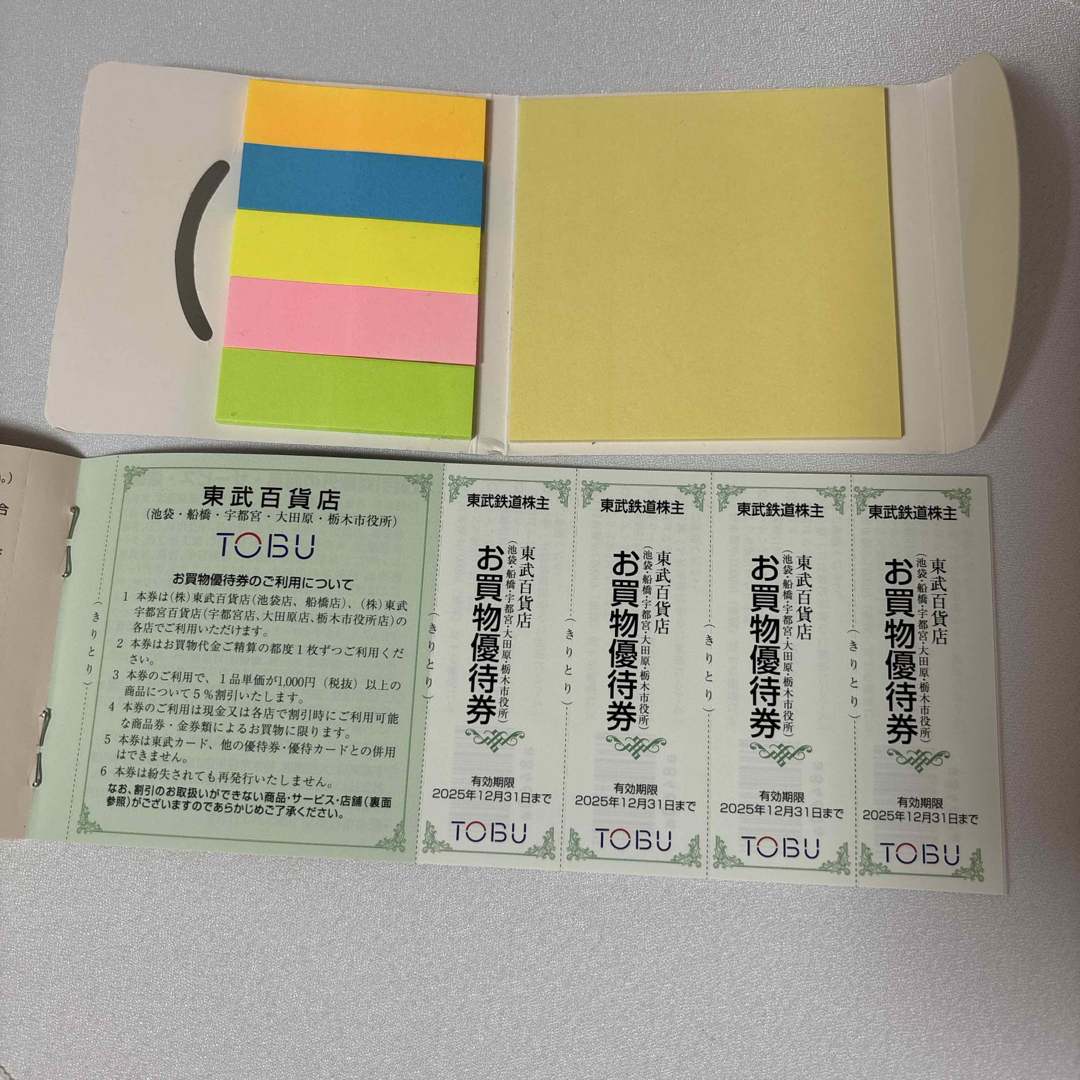 。)
合
東武百貨店
(池袋・船橋・宇都宮・大田原・栃木市役所)
TOBU
お買物優待券のご利用について
1 本券は(株)東武百貨店(池袋店、船橋店)、(株)東武
宇都宮百貨店(宇都宮店、大田原店、栃木市役所店)の
各店でご利用いただけます。
2 本券はお買物代金ご精算の都度1枚ずつご利用くだ
さい。
3 本券のご利用で、1品単価が1,000円(税抜)以上の
商品について5%割引いたします。
4 本券のご利用は現金又は各店で割引時にご利用可能
な商品券・金券類によるお買物に限ります。
5 本券は東武カード、他の優待券・優待カードとの併用
はできません。
6 本券は紛失されても再発行いたしません。
なお、割引のお取扱いができない商品・サービス・店舗(裏面
参照)がございますのであらかじめご了承ください。
(きりとり)
(きりとり)
東武鉄道株主
東武百貨店
(池袋・船橋・宇都宮・大田原・栃木市役所)
お買物優待券
有効期限
2025年12月31日まで
TOBU
(きりとり)
東武鉄道株主
東武百貨店
(池袋・船橋・宇都宮・大田原・栃木市役所)
お買物優待券
有効期限
2025年12月31日まで
TOBU
(きりとり)
東武鉄道株主
東武百貨店
(池袋・船橋・宇都宮・大田原・栃木市役所)
お買物優待券
有効期限
2025年12月31日まで
TOBU
(きりとり)
東武鉄道株主
東武百貨店
(池袋・船橋・宇都宮・大田原・栃木市役所)
お買物優待券
有効期限
2025年12月31日まで
TOBU